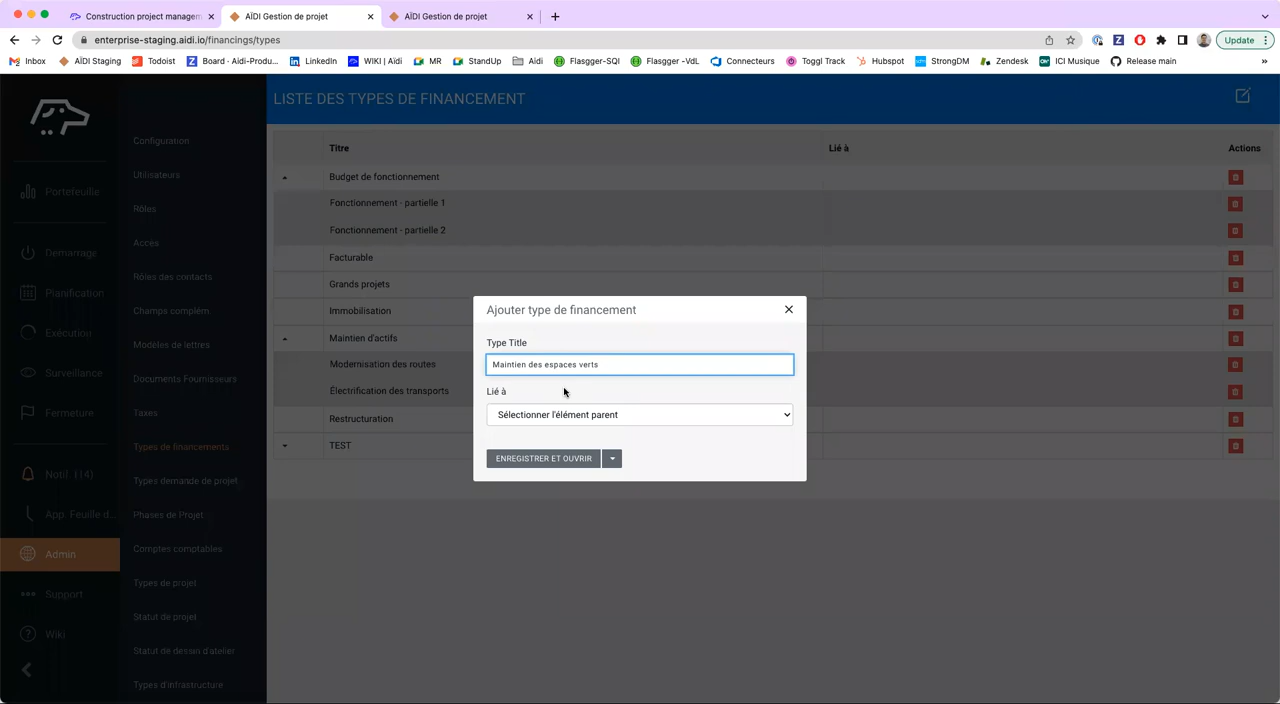 Construction project managem
AÏDI Gestion de projet
AÏDI Gestion de projet
enterprise-staging.aidi.io/financings/types
Update
Inbox
AÏDI Staging
Todoist
Board - Aidi-Produ...
LinkedIn
WIKI | Aïdi
MR
StandUp
Aïdi
Flasgger-SQI
Flasgger -VdL
Connecteurs
Toggl Track
Hubspot
StrongDM
Zendesk
ICI Musique
Release main
»
LISTE DES TYPES DE FINANCEMENT
Portefeuille
Démarrage
Planification
Exécution
Surveillance
Fermeture
Notif. (14)
App. Feuille d...
Admin
Support
Wiki
Configuration
Utilisateurs
Rôles
Accès
Rôles des contacts
Champs complém
Modèles de lettres
Documents Fournisseurs
Taxes
Types de financements
Types demande de projet
Phases de Projet
Comptes comptables
Types de projet
Statut de projet
Statut de dessin d'atelier
Types d'infrastructure
Titre
Lié à
Actions
Budget de fonctionnement
Fonctionnement - partielle 1
Fonctionnement - partielle 2
Facturable
Grands projets
Immobilisation
Maintien d'actifs
Modernisation des routes
Électrification des transports
Restructuration
TEST
Ajouter type de financement
Type Title
Maintien des espaces verts
Lié à
Sélectionner l'élément parent
ENREGISTRER ET OUVRIR